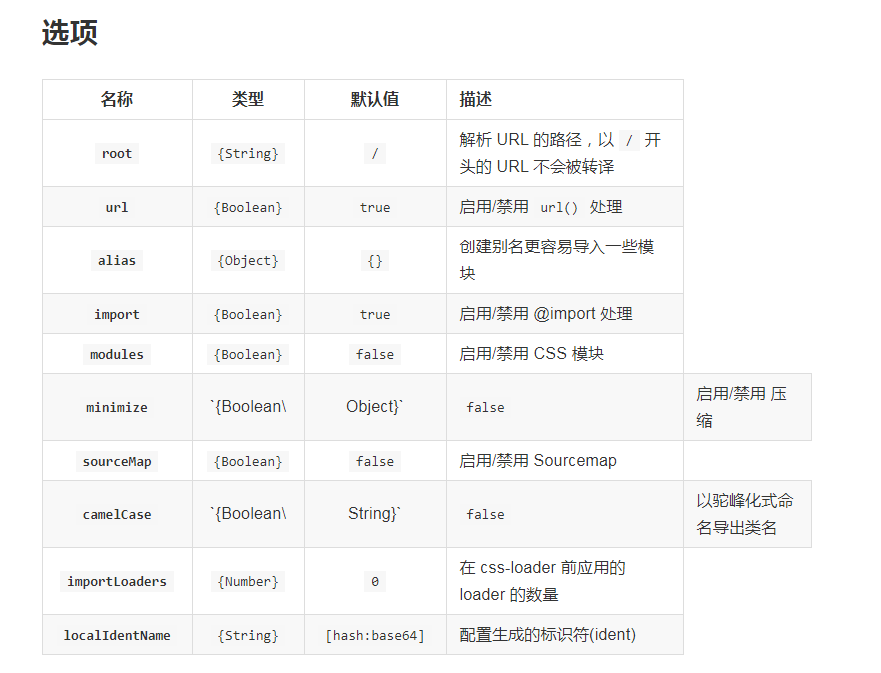 选项
名称 类型 默认值 描述
root {String} / 解析 URL 的路径，以 / 开
头的 URL 不会被转译
url {Boolean} true 启用/禁用 url() 处理
alias {Object} {} 创建别名更容易导入一些模
块
import {Boolean} true 启用/禁用 @import 处理
modules {Boolean} false 启用/禁用 CSS 模块
minimize `{Boolean\ Object}` false 启用/禁用 压
缩
sourceMap {Boolean} false 启用/禁用 Sourcemap
camelCase `{Boolean\ String}` false 以驼峰化式命
名导出类名
importLoaders {Number} 0 在 css-loader 前应用的
loader 的数量
localIdentName {String} [hash:base64] 配置生成的标识符(ident)